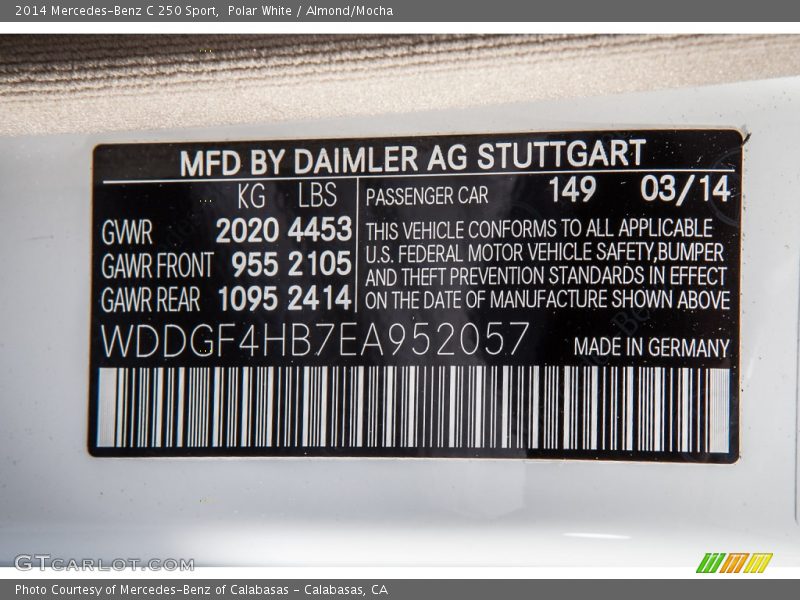 2014 Mercedes-Benz C 250 Sport, Polar White / Almond/Mocha
MFD BY DAIMLER AG STUTTGART
KG LBS PASSENGER CAR 149 03/14
GWR 2020 4453 THIS VEHICLE CONFORMS TO ALL APPLICABLE
GAWR FRONT 955 2105 U.S. FEDERAL MOTOR VEHICLE SAFETY,BUMPER
AND THEFT PREVENTION STANDARDS IN EFFECT
GAWR REAR 1095 2414 ON THE DATE OF MANUFACTURE SHOWN ABOVE
WDDGF4HB7EA952057 MADE IN GERMANY
GTCARLOT.COM
Photo Courtesy of Mercedes-Benz of Calabasas - Calabasas, CA